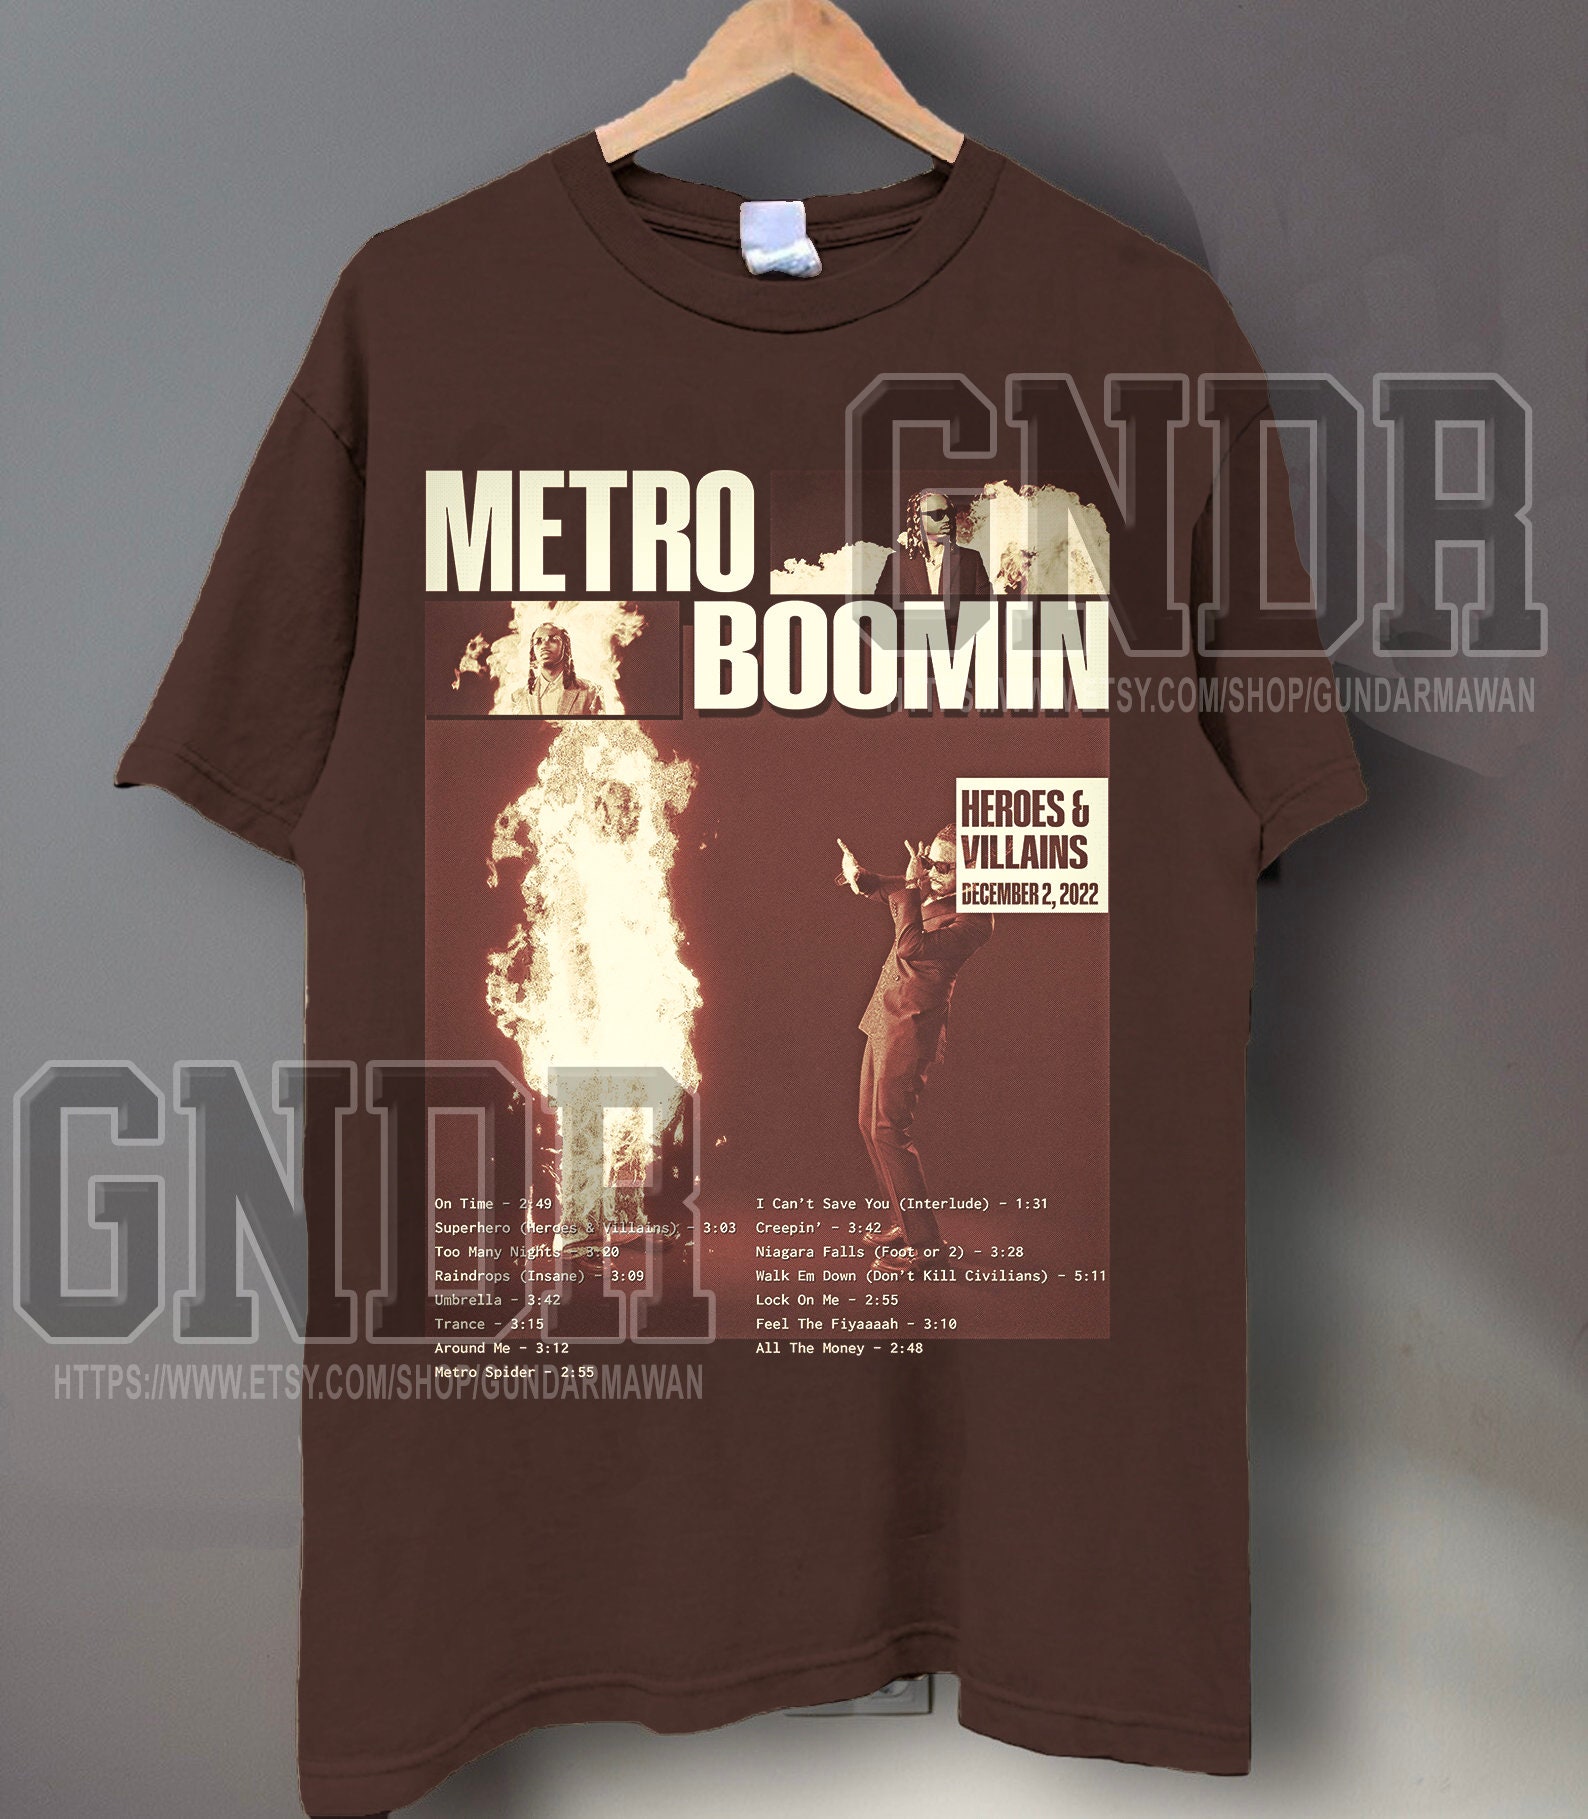 GNDR
METRO
BOOMIN
HTTPS://WWW.ETSY.COM/SHOP/GUNDARMAWAN
HEROES &
VILLAINS
DECEMBER 2, 2022
GNDR
On Time - 2:49
Superhero (Heroes & Villains) - 3:03
Too Many Nights - 3:20
Raindrops (Insane) - 3:09
Umbrella - 3:42
Trance - 3:15
Around Me - 3:12
Metro Spider - 2:55
I Can't Save You (Interlude) - 1:31
Creepin' - 3:42
Niagara Falls (Foot or 2) - 3:28
Walk Em Down (Don't Kill Civilians) - 5:11
Lock On Me - 2:55
Feel The Fiyaaaah - 3:10
All The Money - 2:48
HTTPS://WWW.ETSY.COM/SHOP/GUNDARMAWAN